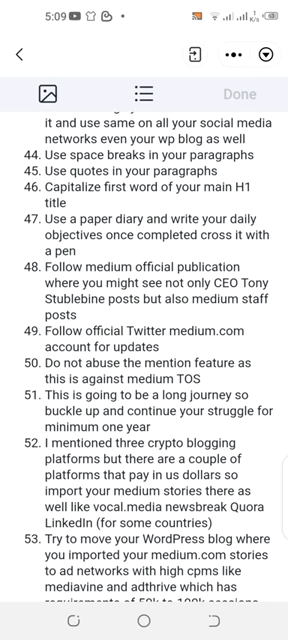 5:09
Done
it and use same on all your social media
networks even your wp blog as well
44. Use space breaks in your paragraphs
45. Use quotes in your paragraphs
46. Capitalize first word of your main H1
title
47. Use a paper diary and write your daily
objectives once completed cross it with
a pen
48. Follow medium official publication
where you might see not only CEO Tony
Stublebine posts but also medium staff
posts
49. Follow official Twitter medium.com
account for updates
50. Do not abuse the mention feature as
this is against medium TOS
51. This is going to be a long journey so
buckle up and continue your struggle for
minimum one year
52. I mentioned three crypto blogging
platforms but there are a couple of
platforms that pay in us dollars so
import your medium stories there as
well like vocal.media newsbreak Quora
LinkedIn (for some countries)
53. Try to move your WordPress blog where
you imported your medium.com stories
to ad networks with high cpms like
mediavine and adthrive which has
requirements of 50k to 100k sessions